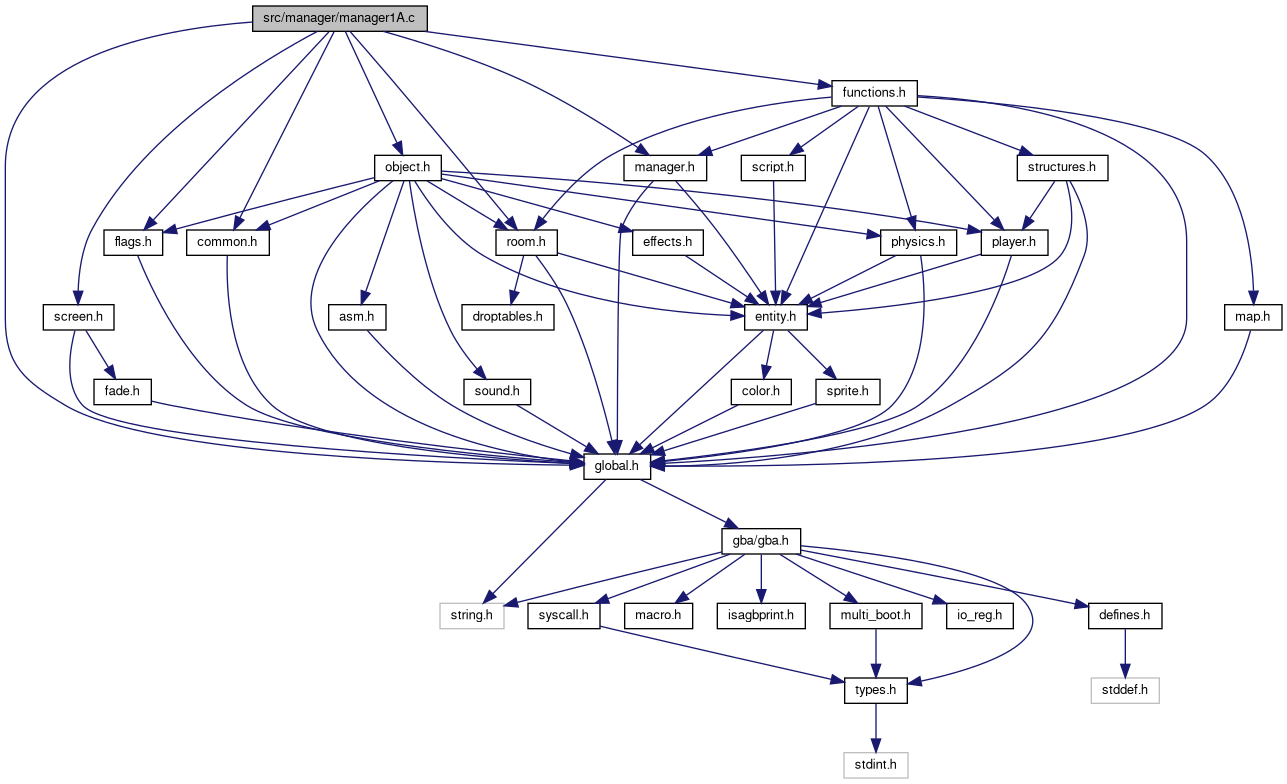 src/manager/manager1A.c
functions.h
object.h
manager.h
script.h
structures.h
flags.h
common.h
room.h
effects.h
physics.h
player.h
screen.h
asm.h
droptables.h
entity.h
map.h
fade.h
sound.h
color.h
sprite.h
global.h
gba/gba.h
string.h
syscall.h
macro.h
isagbprint.h
multi_boot.h
io_reg.h
defines.h
types.h
stddef.h
stdint.h